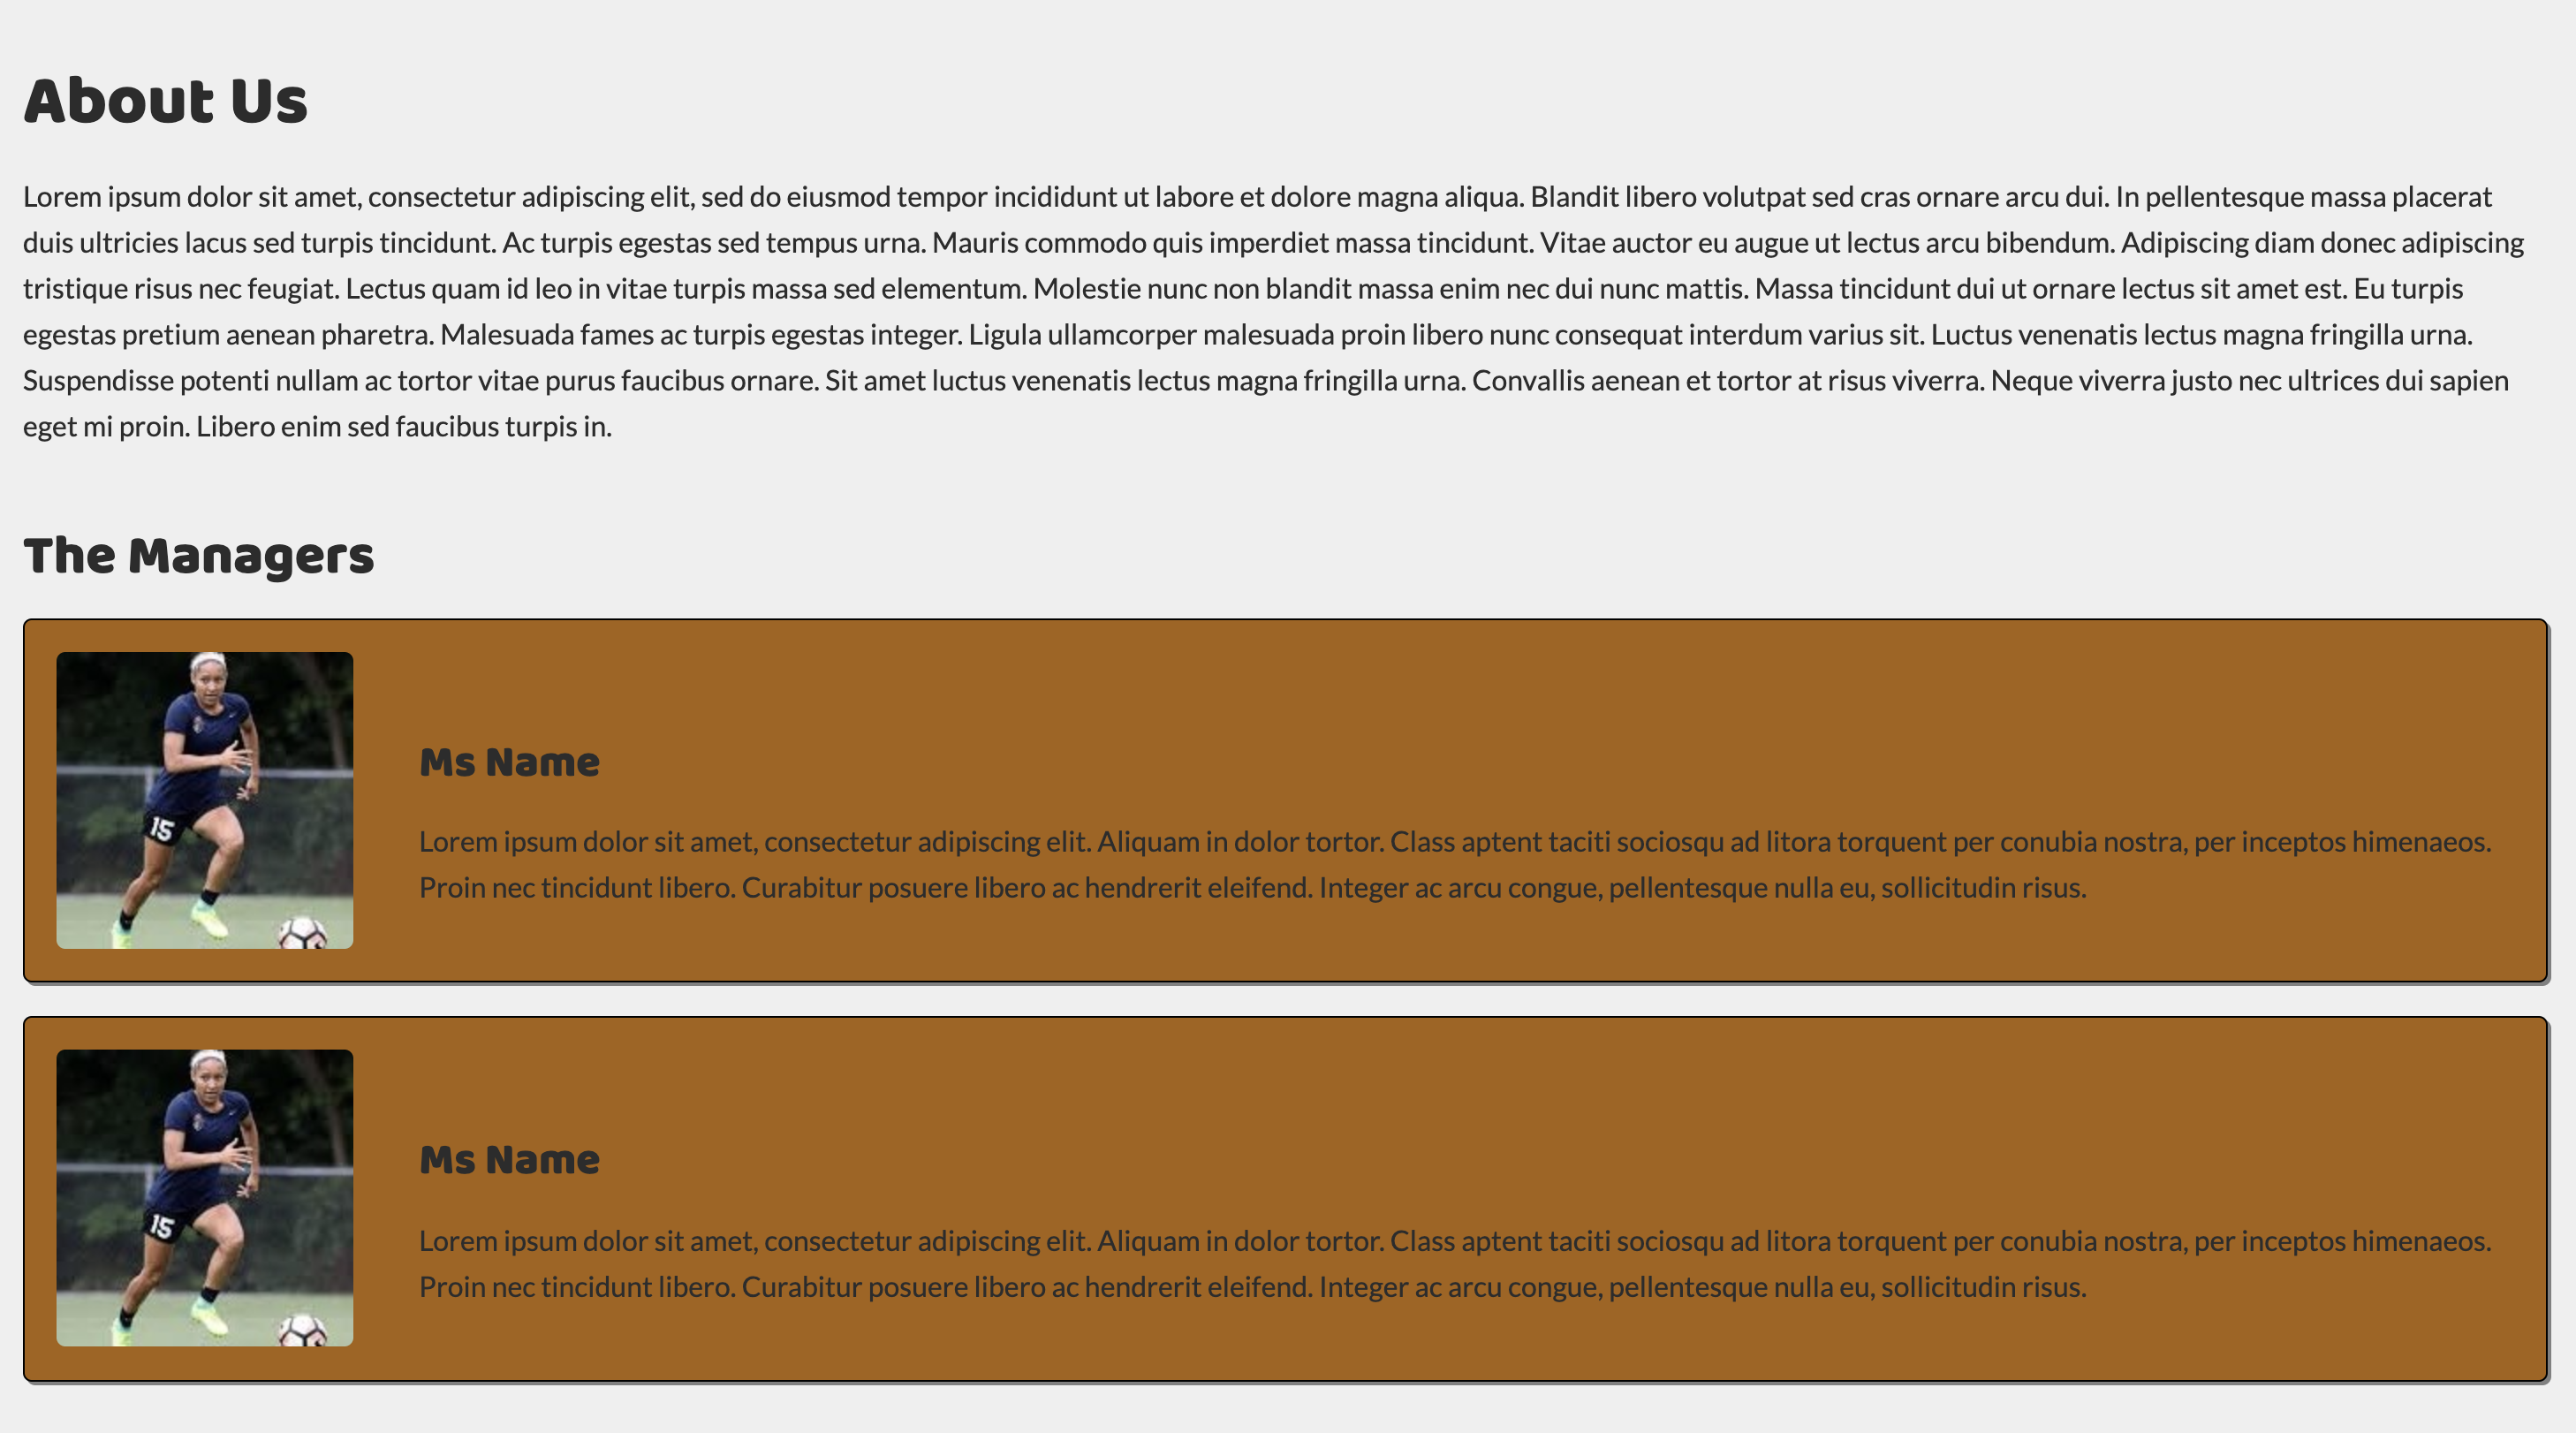 About Us
Lorem ipsum dolor sit amet, consectetur adipiscing elit, sed do eiusmod tempor incididunt ut labore et dolore magna aliqua. Blandit libero volutpat sed cras ornare arcu dui. In pellentesque massa placerat
duis ultricies lacus sed turpis tincidunt. Ac turpis egestas sed tempus urna. Mauris commodo quis imperdiet massa tincidunt. Vitae auctor eu augue ut lectus arcu bibendum. Adipiscing diam donec adipiscing
tristique risus nec feugiat. Lectus quam id leo in vitae turpis massa sed elementum. Molestie nunc non blandit massa enim nec dui nunc mattis. Massa tincidunt dui ut ornare lectus sit amet est. Eu turpis
egestas pretium aenean pharetra. Malesuada fames ac turpis egestas integer. Ligula ullamcorper malesuada proin libero nunc consequat interdum varius sit. Luctus venenatis lectus magna fringilla urna.
Suspendisse potenti nullam ac tortor vitae purus faucibus ornare. Sit amet luctus venenatis lectus magna fringilla urna. Convallis aenean et tortor at risus viverra. Neque viverra justo nec ultrices dui sapien
eget mi proin. Libero enim sed faucibus turpis in.
The Managers
15
Ms Name
Lorem ipsum dolor sit amet, consectetur adipiscing elit. Aliquam in dolor tortor. Class aptent taciti sociosqu ad litora torquent per conubia nostra, per inceptos himenaeos.
Proin nec tincidunt libero. Curabitur posuere libero ac hendrerit eleifend. Integer ac arcu congue, pellentesque nulla eu, sollicitudin risus.
15
Ms Name
Lorem ipsum dolor sit amet, consectetur adipiscing elit. Aliquam in dolor tortor. Class aptent taciti sociosqu ad litora torquent per conubia nostra, per inceptos himenaeos.
Proin nec tincidunt libero. Curabitur posuere libero ac hendrerit eleifend. Integer ac arcu congue, pellentesque nulla eu, sollicitudin risus.